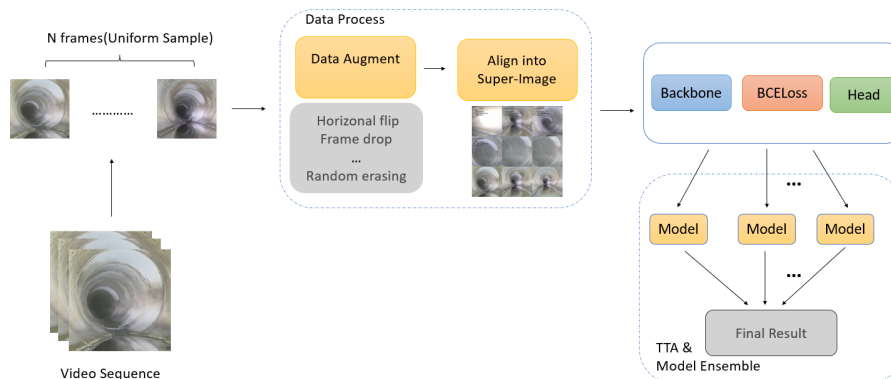 N frames(Uniform Sample)
…………
Video Sequence
Data Process
Data Augment
Horizonal flip
Frame drop
...
Random erasing
Align into
Super-Image
Backbone
BCELoss
Head
...
Model
Model
Model
...
Final Result
TTA &
Model Ensemble